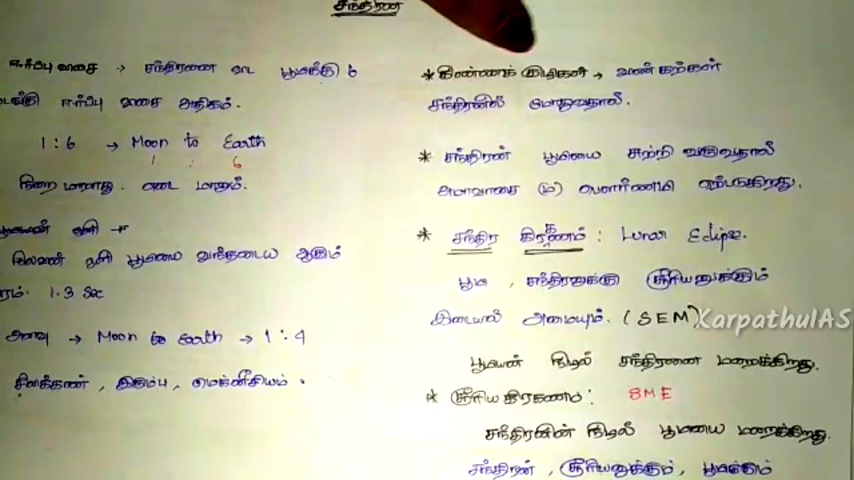 சந்திரன்
ஈர்ப்பு விசை → சந்திரனை விட பூமிக்கு 6
மடங்கு ஈர்ப்பு விசை அதிகம்.
1 : 6 → Moon to Earth
1 : 6
நிறை மாறாது. எடை மாறும்.
ஒளி →
நிலவின் ஒளி பூமியை வந்தடைய ஆகும்
நேரம். 1.3 Sec
அளவு → Moon to Earth → 1 : 4
சிலிக்கான், இரும்பு, மெக்னீசியம்.
* கிண்ணக் குழிகள் → விண் கற்கள்
சந்திரனில் மோதுவதால்.
* சந்திரன் பூமியை சுற்றி வருவதால்
அமாவாசை (ம) பௌர்ணமி ஏற்படுகிறது.
* சந்திர கிரகணம் : Lunar Eclipse.
பூமி, சந்திரனுக்கும் சூரியனுக்கும்
இடையில் அமையும். (SEM)
KarpathuIAS
பூமியின் நிழல் சந்திரனை மறைக்கிறது.
* சூரிய கிரகணம் : SME
சந்திரனின் நிழல் பூமியை மறைக்கிறது.
சந்திரன், சூரியனுக்கும், பூமிக்கும்